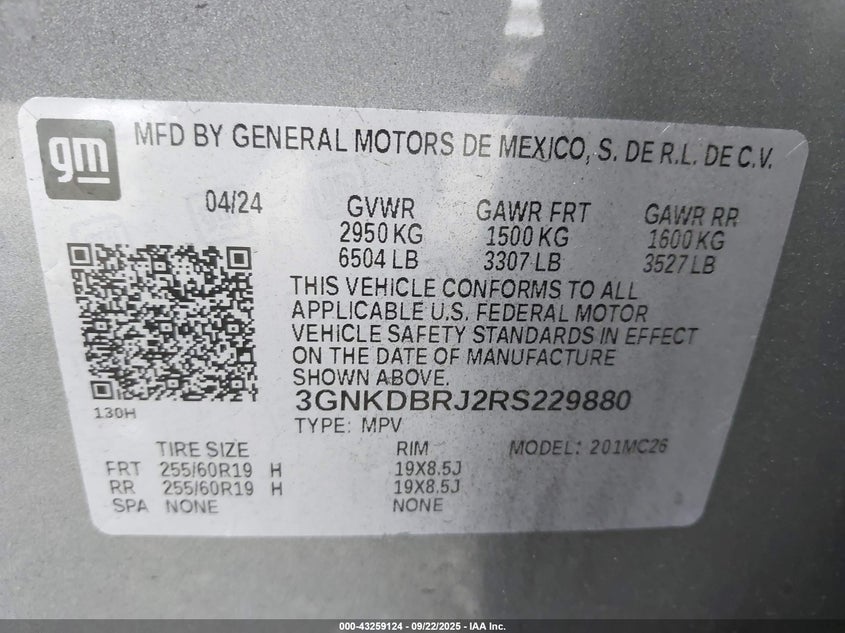 gm
MFD BY GENERAL MOTORS DE MEXICO, S. DE R.L. DE C.V.
04/24 GVWR GAWR FRT GAWR RR
2950 KG 1500 KG 1600 KG
6504 LB 3307 LB 3527 LB
THIS VEHICLE CONFORMS TO ALL
APPLICABLE U.S. FEDERAL MOTOR
VEHICLE SAFETY STANDARDS IN EFFECT
ON THE DATE OF MANUFACTURE
SHOWN ABOVE.
3GNKDBRJ2RS229880
130H TYPE: MPV
TIRE SIZE RIM MODEL: 201MC26
FRT 255/60R19 H 19X8.5J
RR 255/60R19 H 19X8.5J
SPA NONE NONE
000-43259124 - 09/22/2025 - IAA Inc.